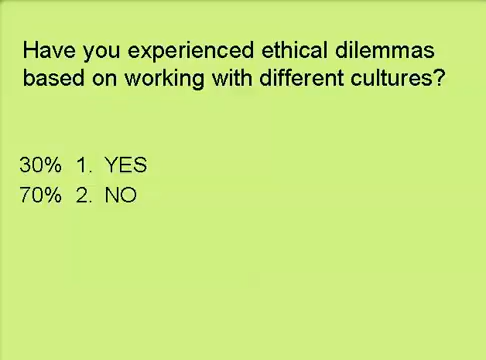 Have you experienced ethical dilemmas
based on working with different cultures?
30% 1. YES
70% 2. NO